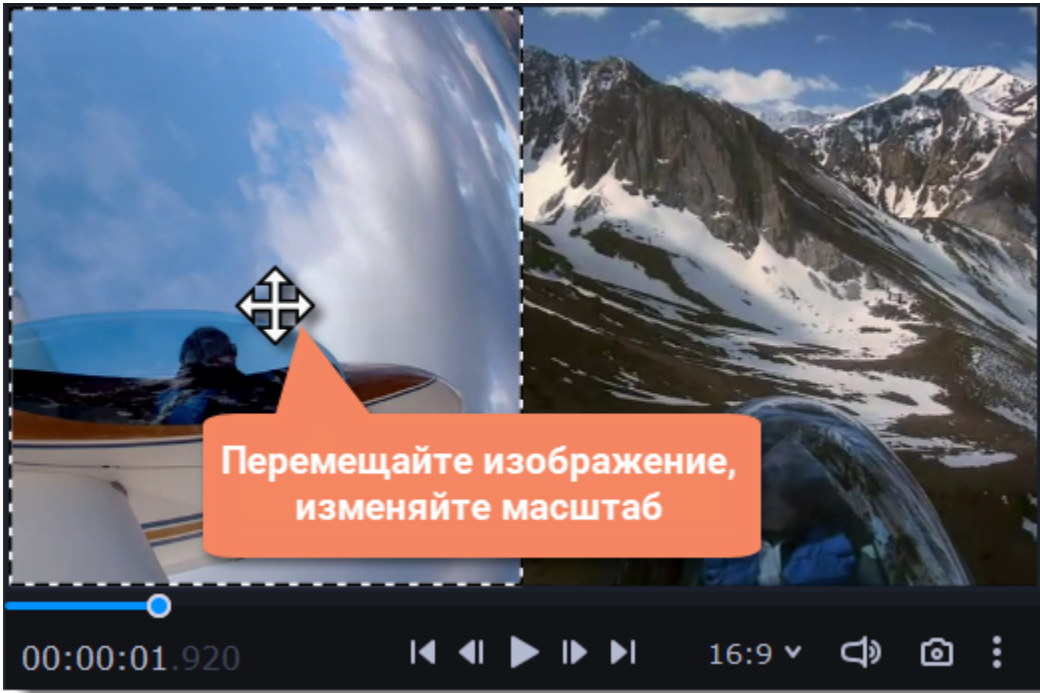 Перемещайте изображение,
изменяйте масштаб
00:00:01.920
16:9